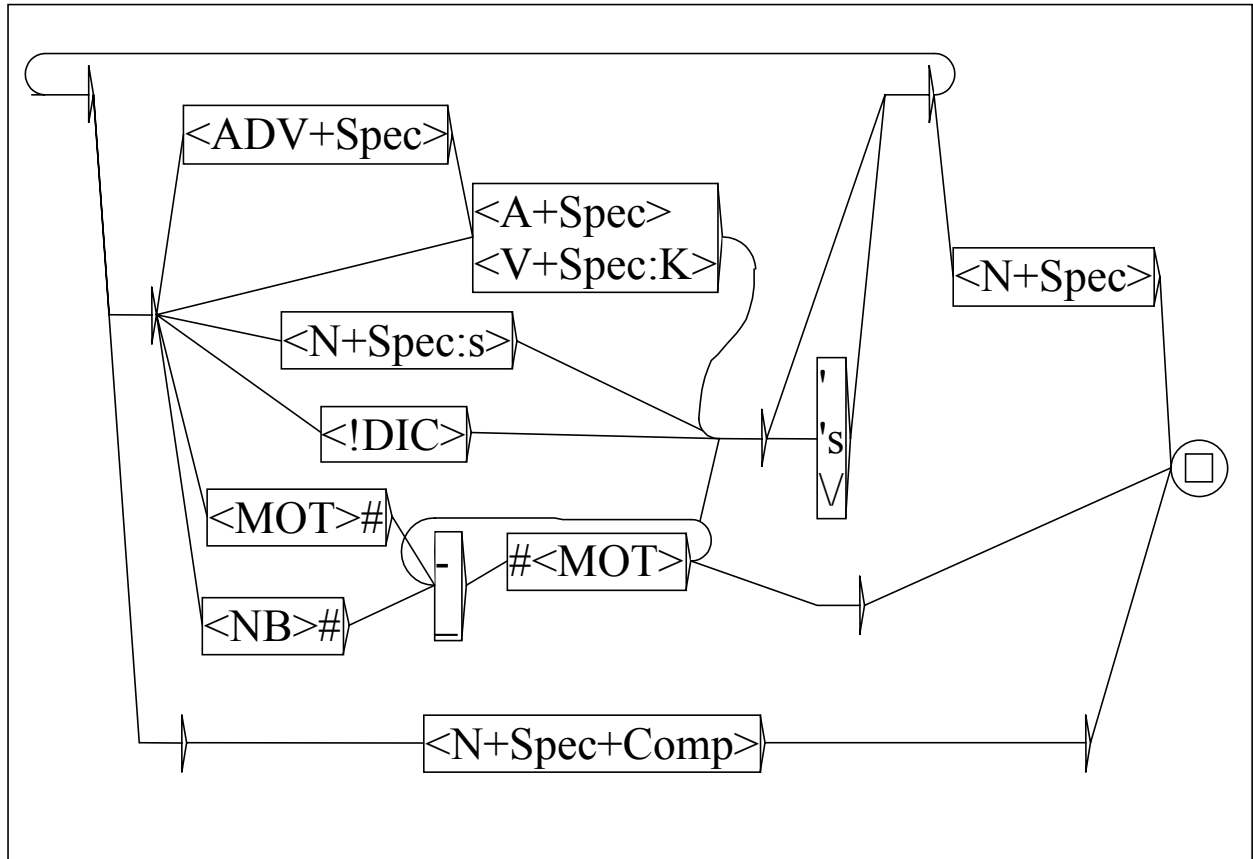 <ADV+Spec>
<A+Spec>
<V+Spec:K>
<N+Spec>
<N+Spec:s>
'
's
\/
<!DIC>
<MOT>#
-
_
#<MOT>
<NB>#
<N+Spec+Comp>